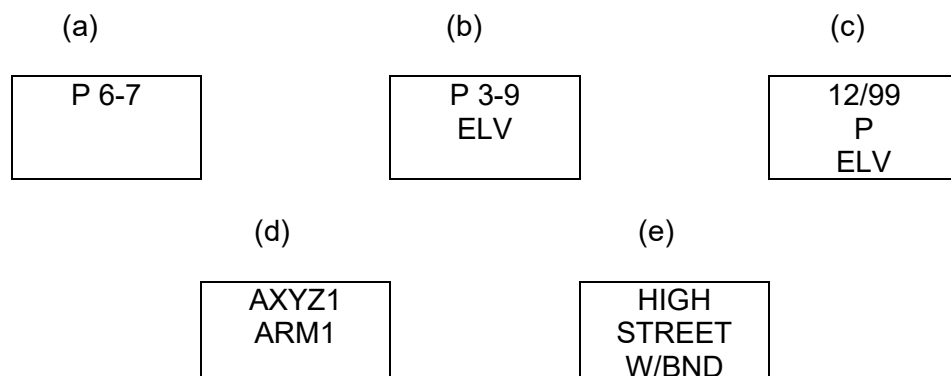 (a) (b) (c)
P 6-7
P 3-9
ELV
12/99
P
ELV
(d) (e)
AXYZ1
ARM1
HIGH
STREET
W/BND